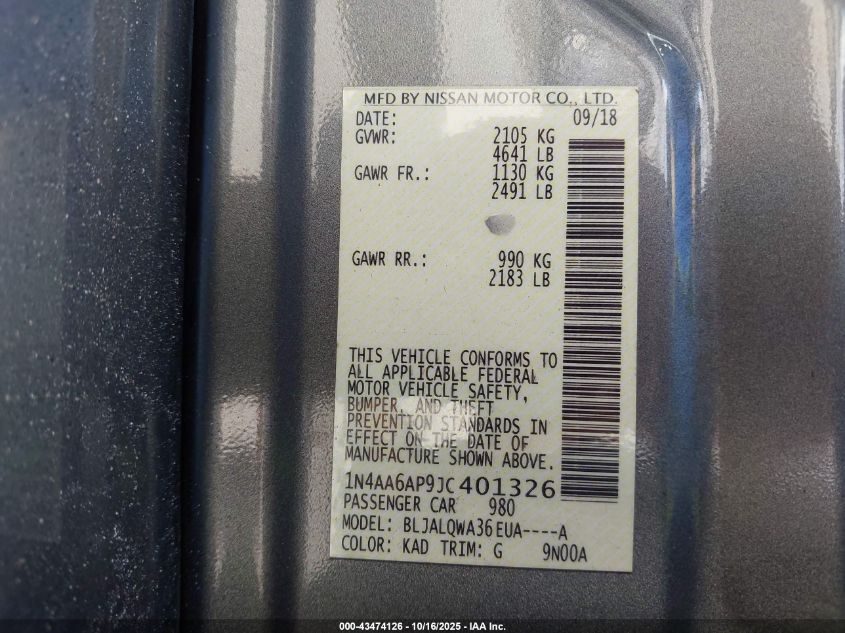 MFD BY NISSAN MOTOR CO., LTD.
DATE: 09/18
GVWR: 2105 KG
4641 LB
GAWR FR.: 1130 KG
2491 LB
GAWR RR.: 990 KG
2183 LB
THIS VEHICLE CONFORMS TO
ALL APPLICABLE FEDERAL
MOTOR VEHICLE SAFETY,
BUMPER, AND THEFT
PREVENTION STANDARDS IN
EFFECT ON THE DATE OF
MANUFACTURE SHOWN ABOVE.
1N4AA6AP9JC401326
PASSENGER CAR 980
MODEL: BLJALQWA36EUA----A
COLOR: KAD TRIM: G 9N00A
000-43474126 - 10/16/2025 - IAA Inc.